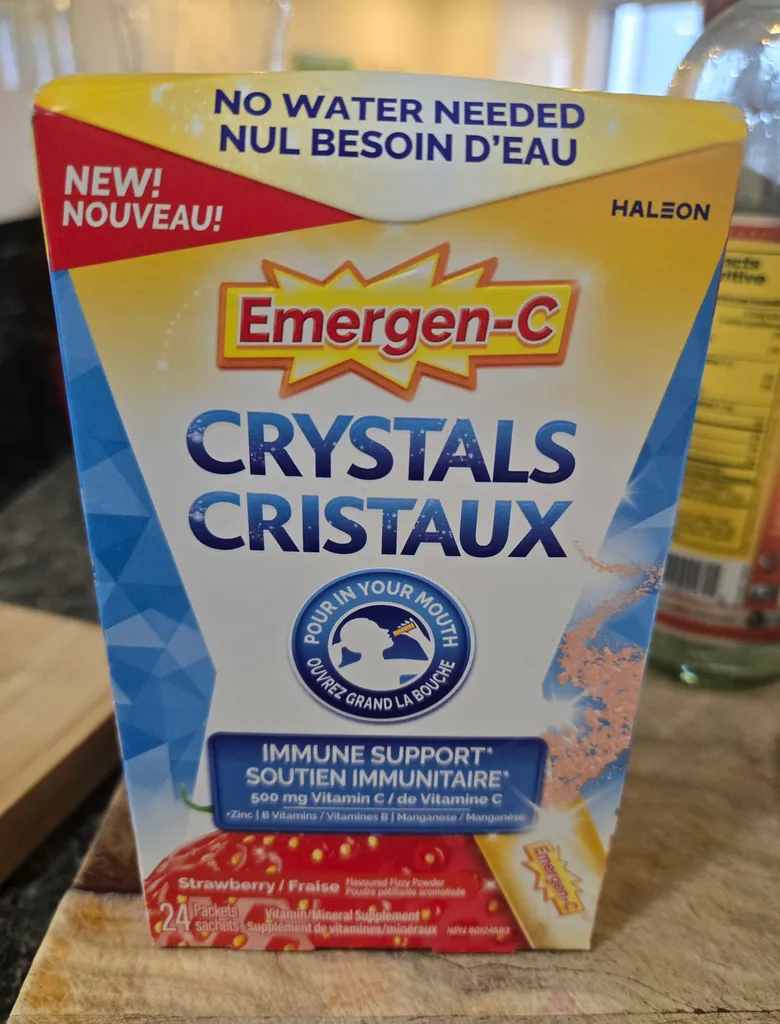 NO WATER NEEDED
NUL BESOIN D'EAU
NEW!
NOUVEAU!
HALEON
Emergen-C
CRYSTALS
CRISTAUX
POUR IN YOUR MOUTH
OUVREZ GRAND LA BOUCHE
IMMUNE SUPPORT*
SOUTIEN IMMUNITAIRE*
500 mg Vitamin C / de Vitamine C
*Zinc | B Vitamins / Vitamines B | Manganese / Manganèse
Emergen-C
Strawberry / Fraise Flavoured Fizzy Powder
Poudre pétillante aromatisée
24 Packets
sachets
Vitamin/Mineral Supplement
Supplément de vitamines/minéraux
NPN